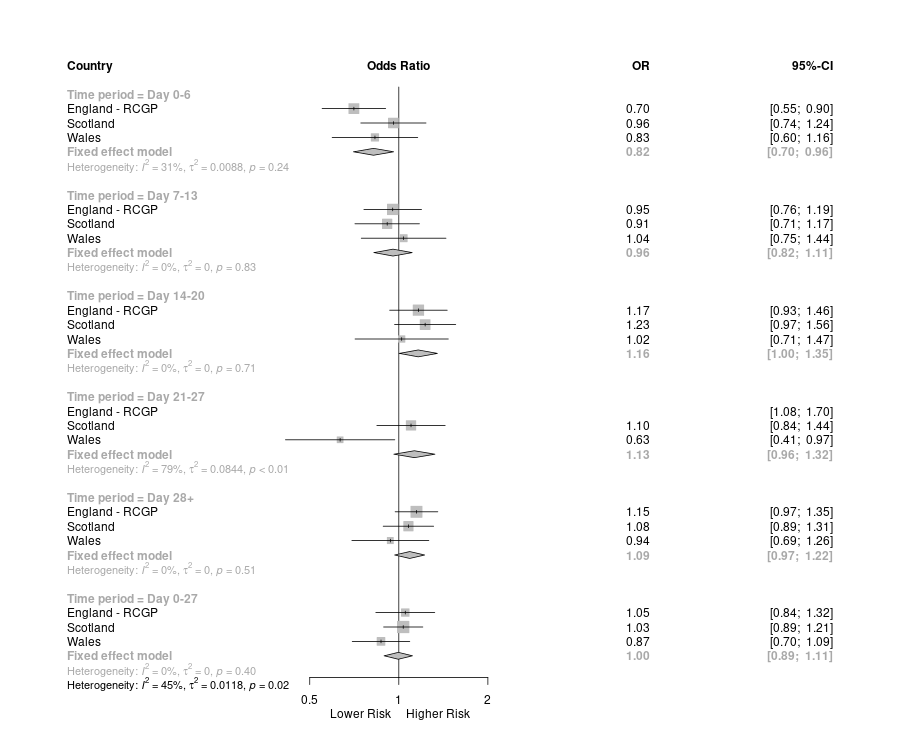 Country Odds Ratio OR 95%-CI
Time period = Day 0-6
England - RCGP 0.70 [0.55; 0.90]
Scotland 0.96 [0.74; 1.24]
Wales 0.83 [0.60; 1.16]
Fixed effect model 0.82 [0.70; 0.96]
Heterogeneity: I² = 31%, τ² = 0.0088, p = 0.24
Time period = Day 7-13
England - RCGP 0.95 [0.76; 1.19]
Scotland 0.91 [0.71; 1.17]
Wales 1.04 [0.75; 1.44]
Fixed effect model 0.96 [0.82; 1.11]
Heterogeneity: I² = 0%, τ² = 0, p = 0.83
Time period = Day 14-20
England - RCGP 1.17 [0.93; 1.46]
Scotland 1.23 [0.97; 1.56]
Wales 1.02 [0.71; 1.47]
Fixed effect model 1.16 [1.00; 1.35]
Heterogeneity: I² = 0%, τ² = 0, p = 0.71
Time period = Day 21-27
England - RCGP [1.08; 1.70]
Scotland 1.10 [0.84; 1.44]
Wales 0.63 [0.41; 0.97]
Fixed effect model 1.13 [0.96; 1.32]
Heterogeneity: I² = 79%, τ² = 0.0844, p < 0.01
Time period = Day 28+
England - RCGP 1.15 [0.97; 1.35]
Scotland 1.08 [0.89; 1.31]
Wales 0.94 [0.69; 1.26]
Fixed effect model 1.09 [0.97; 1.22]
Heterogeneity: I² = 0%, τ² = 0, p = 0.51
Time period = Day 0-27
England - RCGP 1.05 [0.84; 1.32]
Scotland 1.03 [0.89; 1.21]
Wales 0.87 [0.70; 1.09]
Fixed effect model 1.00 [0.89; 1.11]
Heterogeneity: I² = 0%, τ² = 0, p = 0.40
Heterogeneity: I² = 45%, τ² = 0.0118, p = 0.02
0.5 1 2
Lower Risk Higher Risk